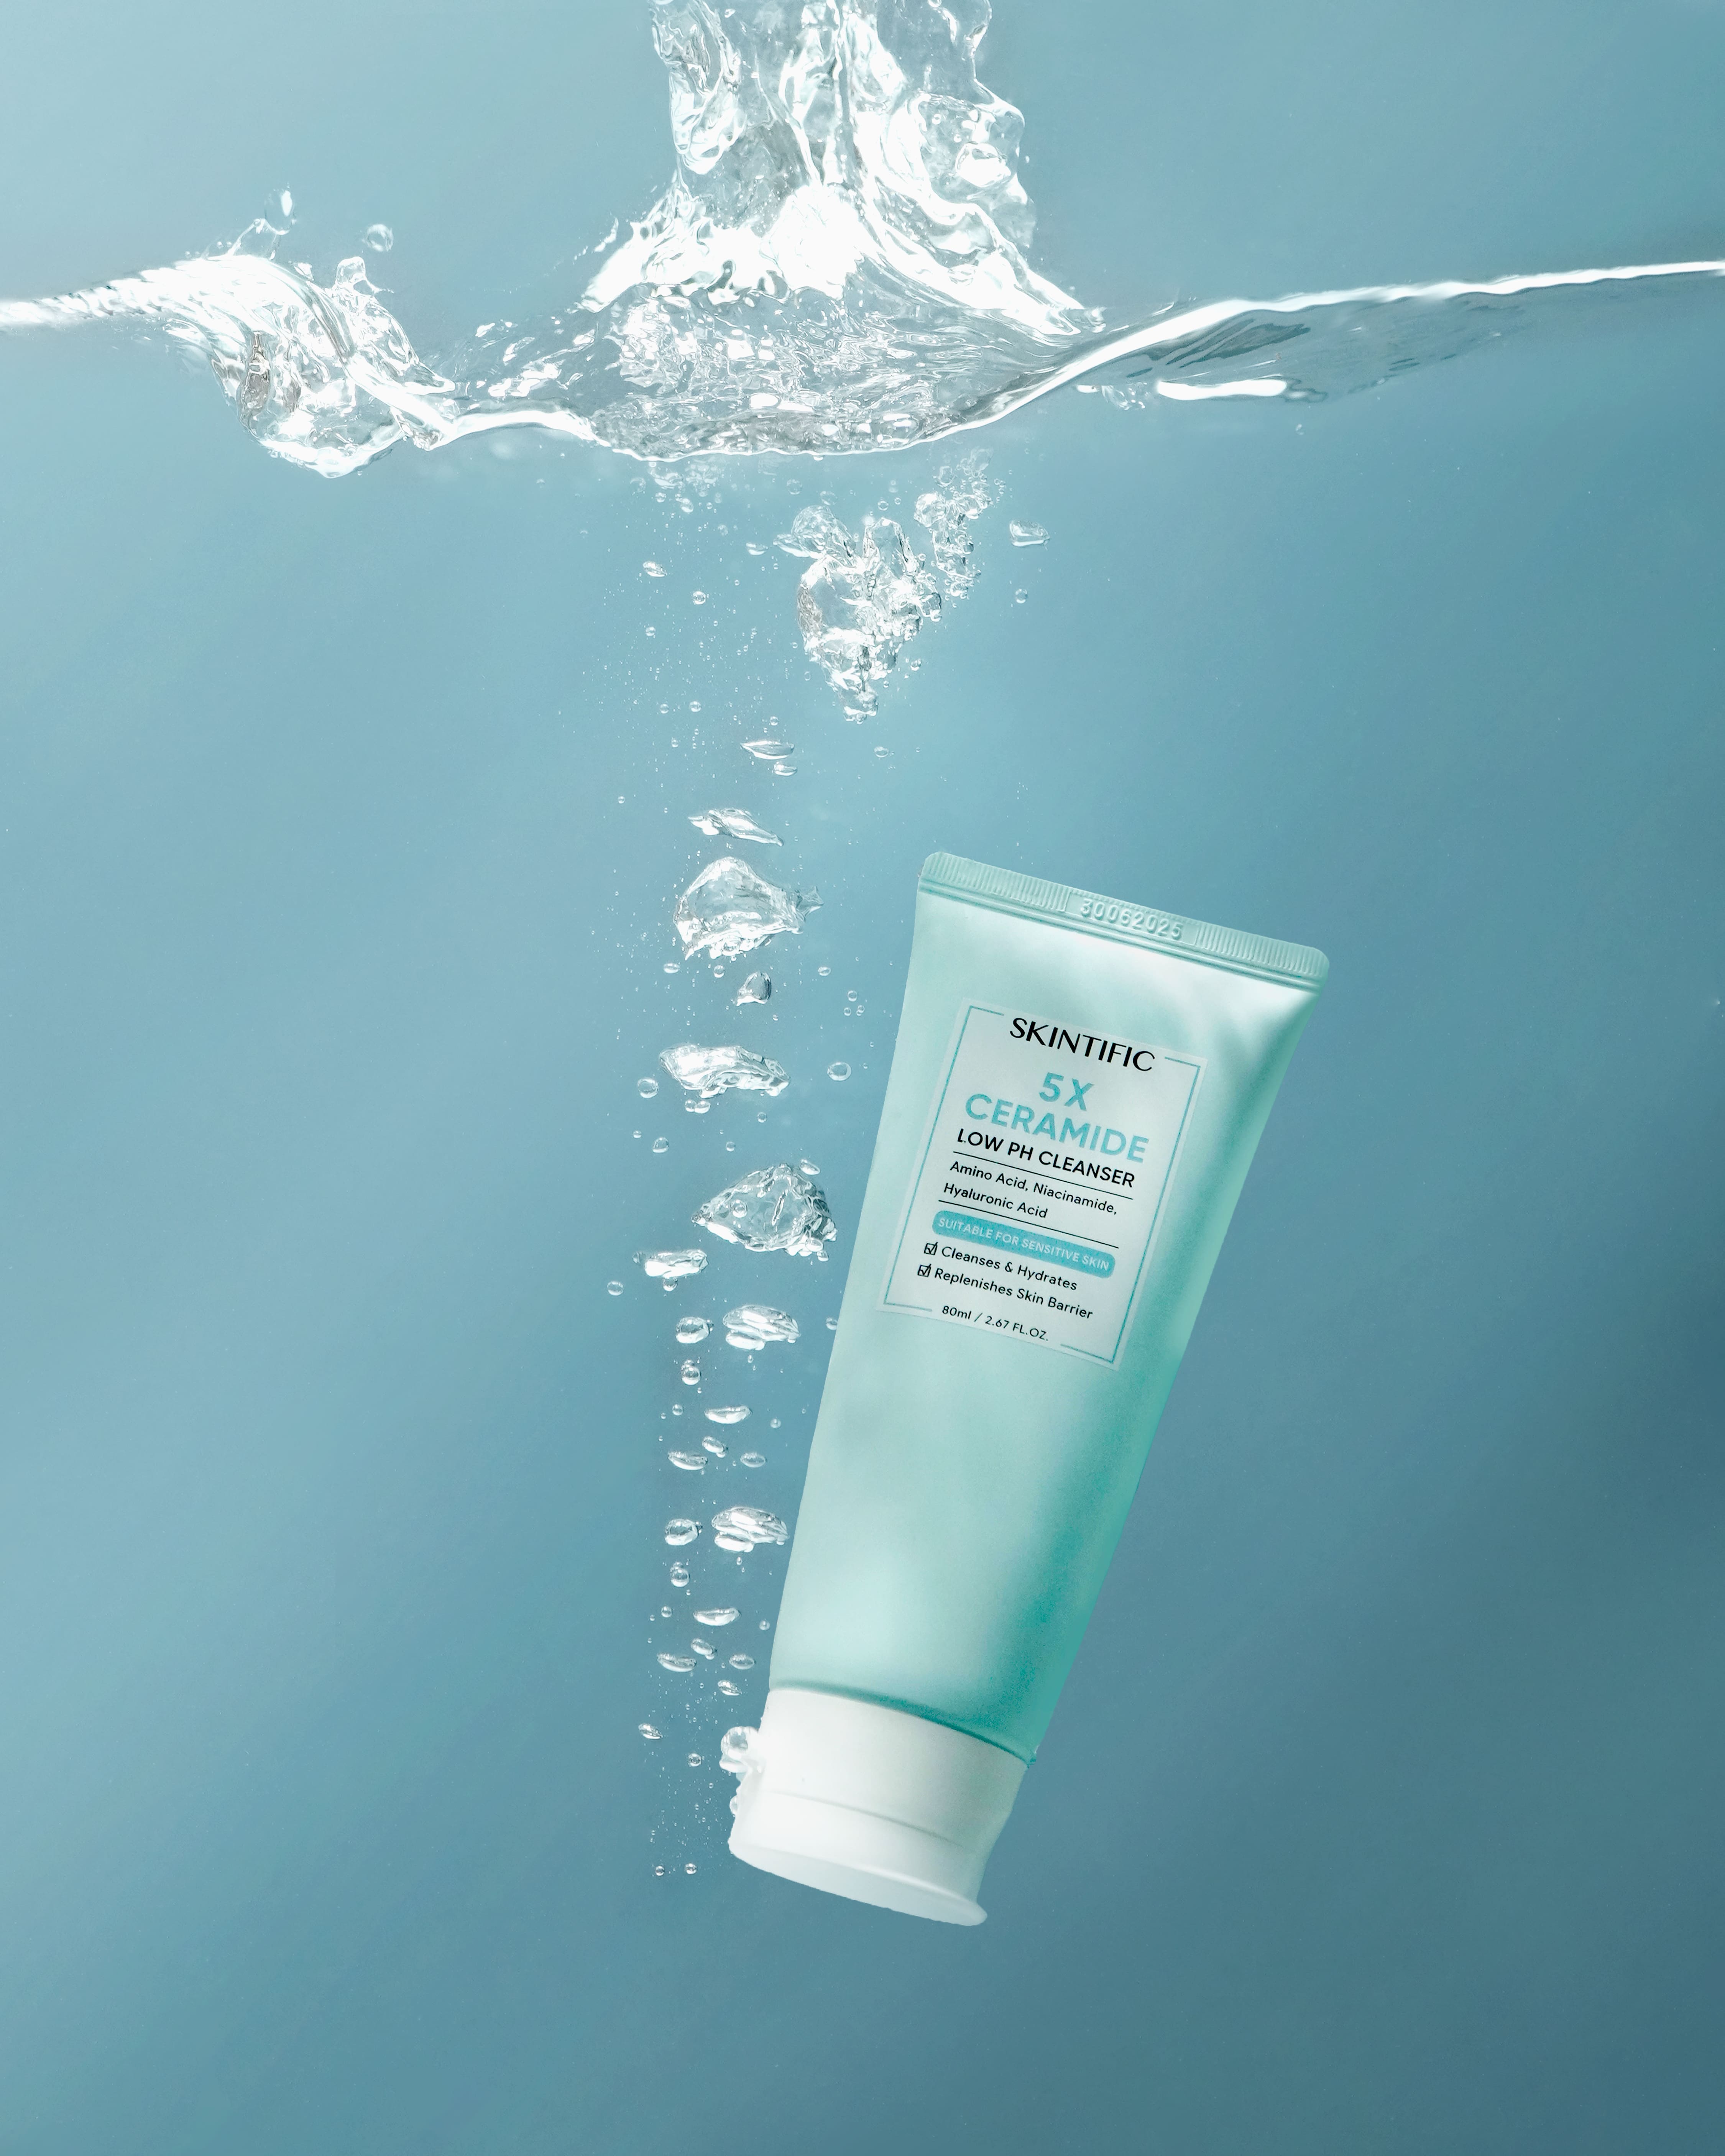 30062025
SKINTIFIC
5X
CERAMIDE
LOW PH CLEANSER
Amino Acid, Niacinamide,
Hyaluronic Acid
SUITABLE FOR SENSITIVE SKIN
☑ Cleanses & Hydrates
☑ Replenishes Skin Barrier
80ml / 2.67 FL.OZ.